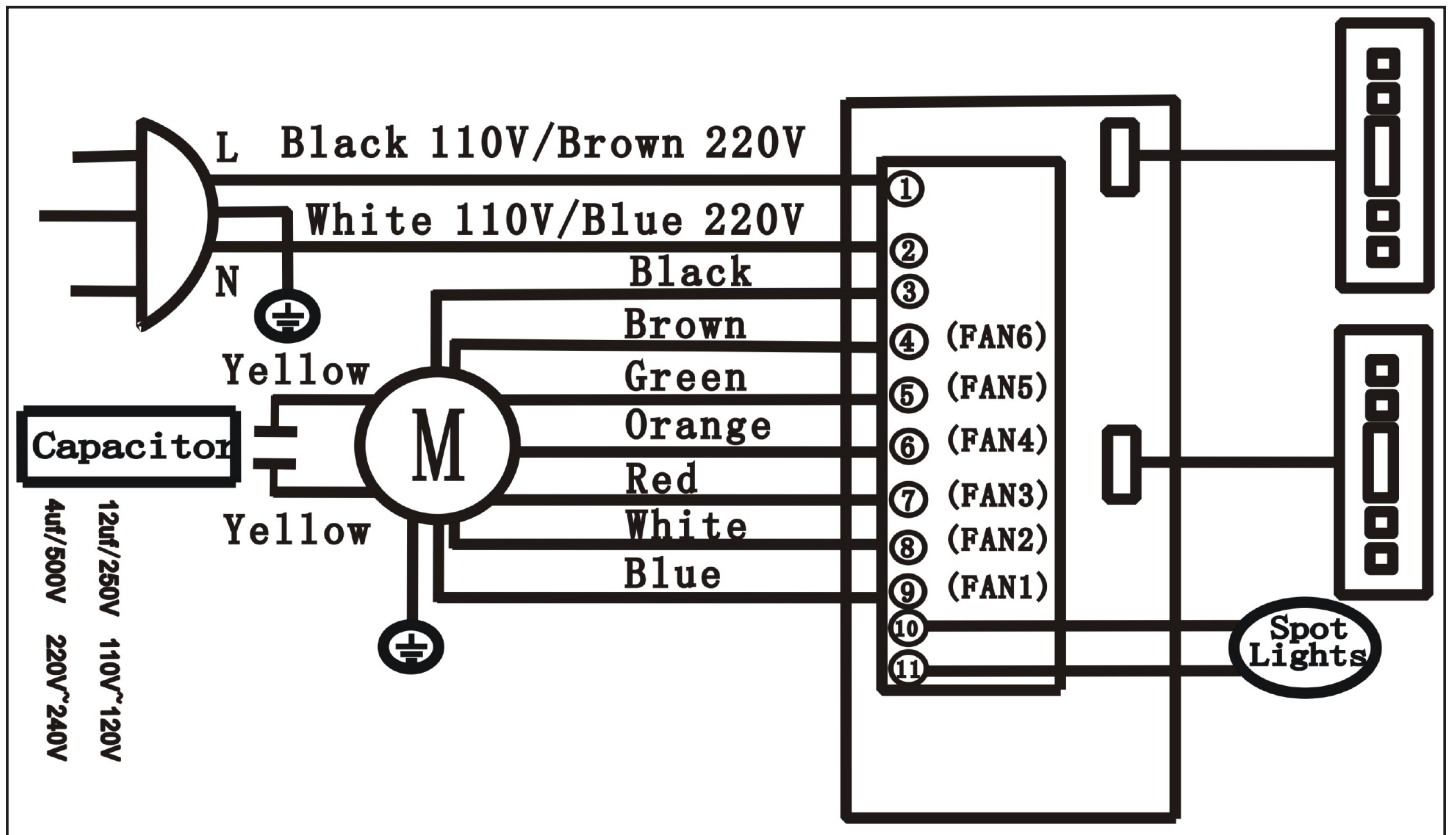 L
Black 110V/Brown 220V
①
White 110V/Blue 220V
②
N
Black
③
Brown
④ (FAN6)
Yellow
Green
⑤ (FAN5)
Orange
⑥ (FAN4)
Capacitor
M
Red
⑦ (FAN3)
Yellow
White
⑧ (FAN2)
Blue
⑨ (FAN1)
⑩
⑪
Spot
Lights
12uf/250V 110V~120V
4uf/500V 220V~240V